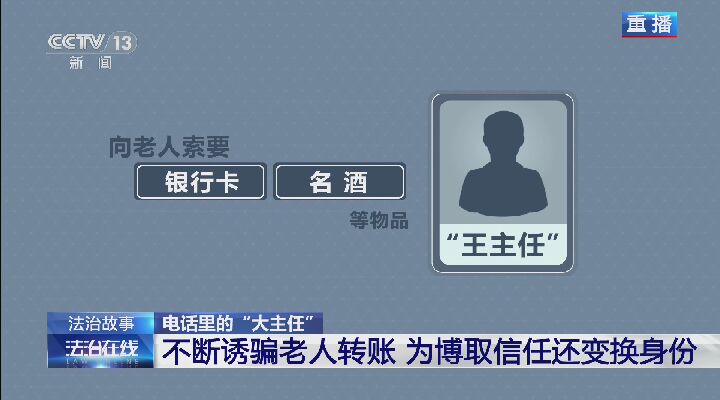 CCTV 13
新闻
重播
向老人索要
银行卡 名酒
等物品
“王主任”
法治故事
电话里的“大主任”
法治在线
不断诱骗老人转账 为博取信任还变换身份